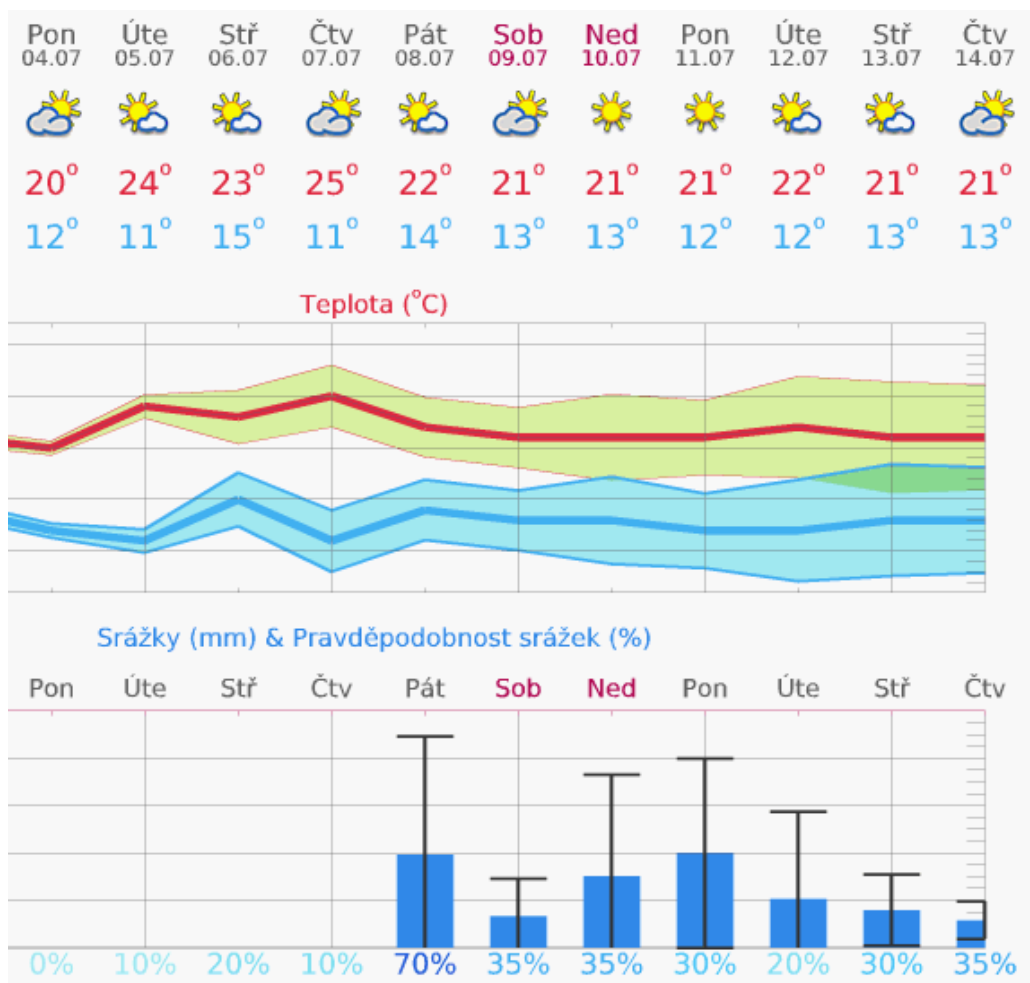 Pon Úte Stř Čtv Pát Sob Ned Pon Úte Stř Čtv
04.07 05.07 06.07 07.07 08.07 09.07 10.07 11.07 12.07 13.07 14.07
20° 24° 23° 25° 22° 21° 21° 21° 22° 21° 21°
12° 11° 15° 11° 14° 13° 13° 12° 12° 13° 13°
Teplota (°C)
Srážky (mm) & Pravděpodobnost srážek (%)
Pon Úte Stř Čtv Pát Sob Ned Pon Úte Stř Čtv
0% 10% 20% 10% 70% 35% 35% 30% 20% 30% 35%